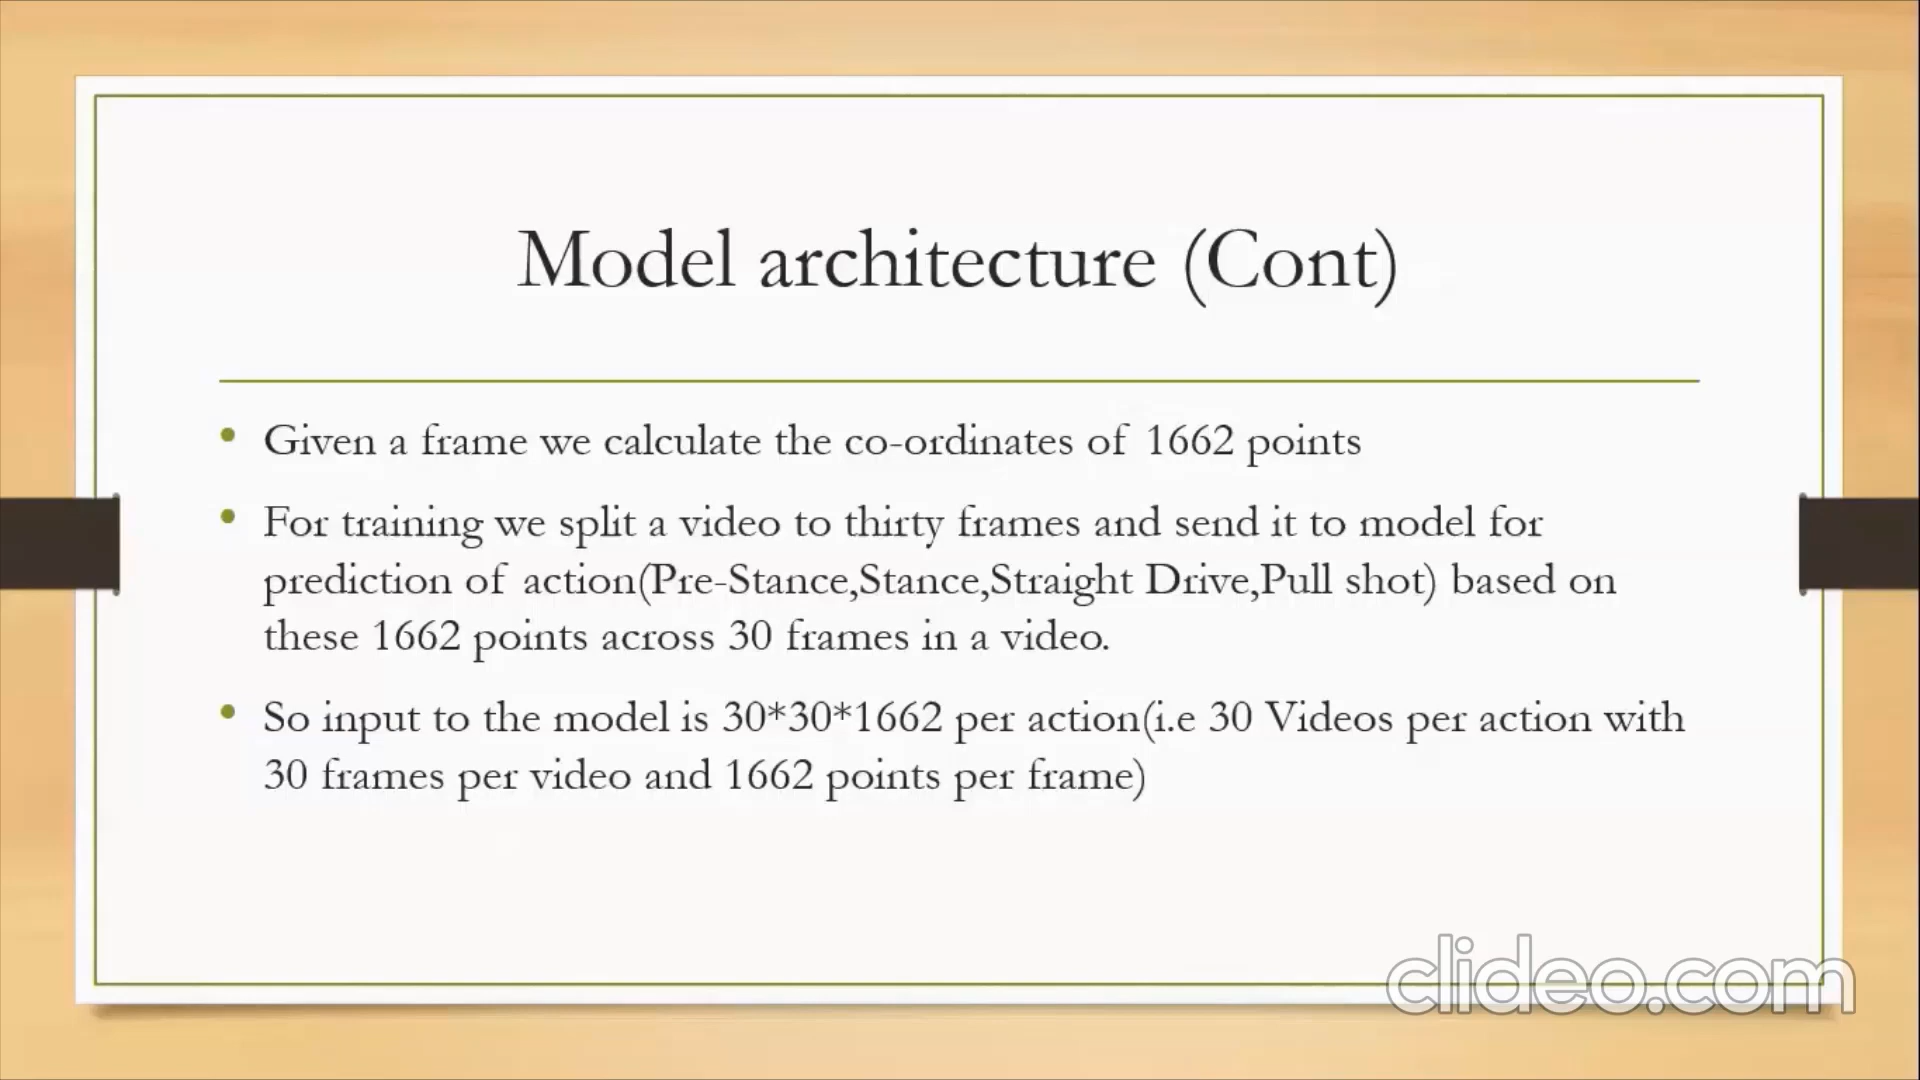 Model architecture (Cont)
• Given a frame we calculate the co-ordinates of 1662 points
• For training we split a video to thirty frames and send it to model for
prediction of action(Pre-Stance,Stance,Straight Drive,Pull shot) based on
these 1662 points across 30 frames in a video.
• So input to the model is 30*30*1662 per action(i.e 30 Videos per action with
30 frames per video and 1662 points per frame)
clideo.com